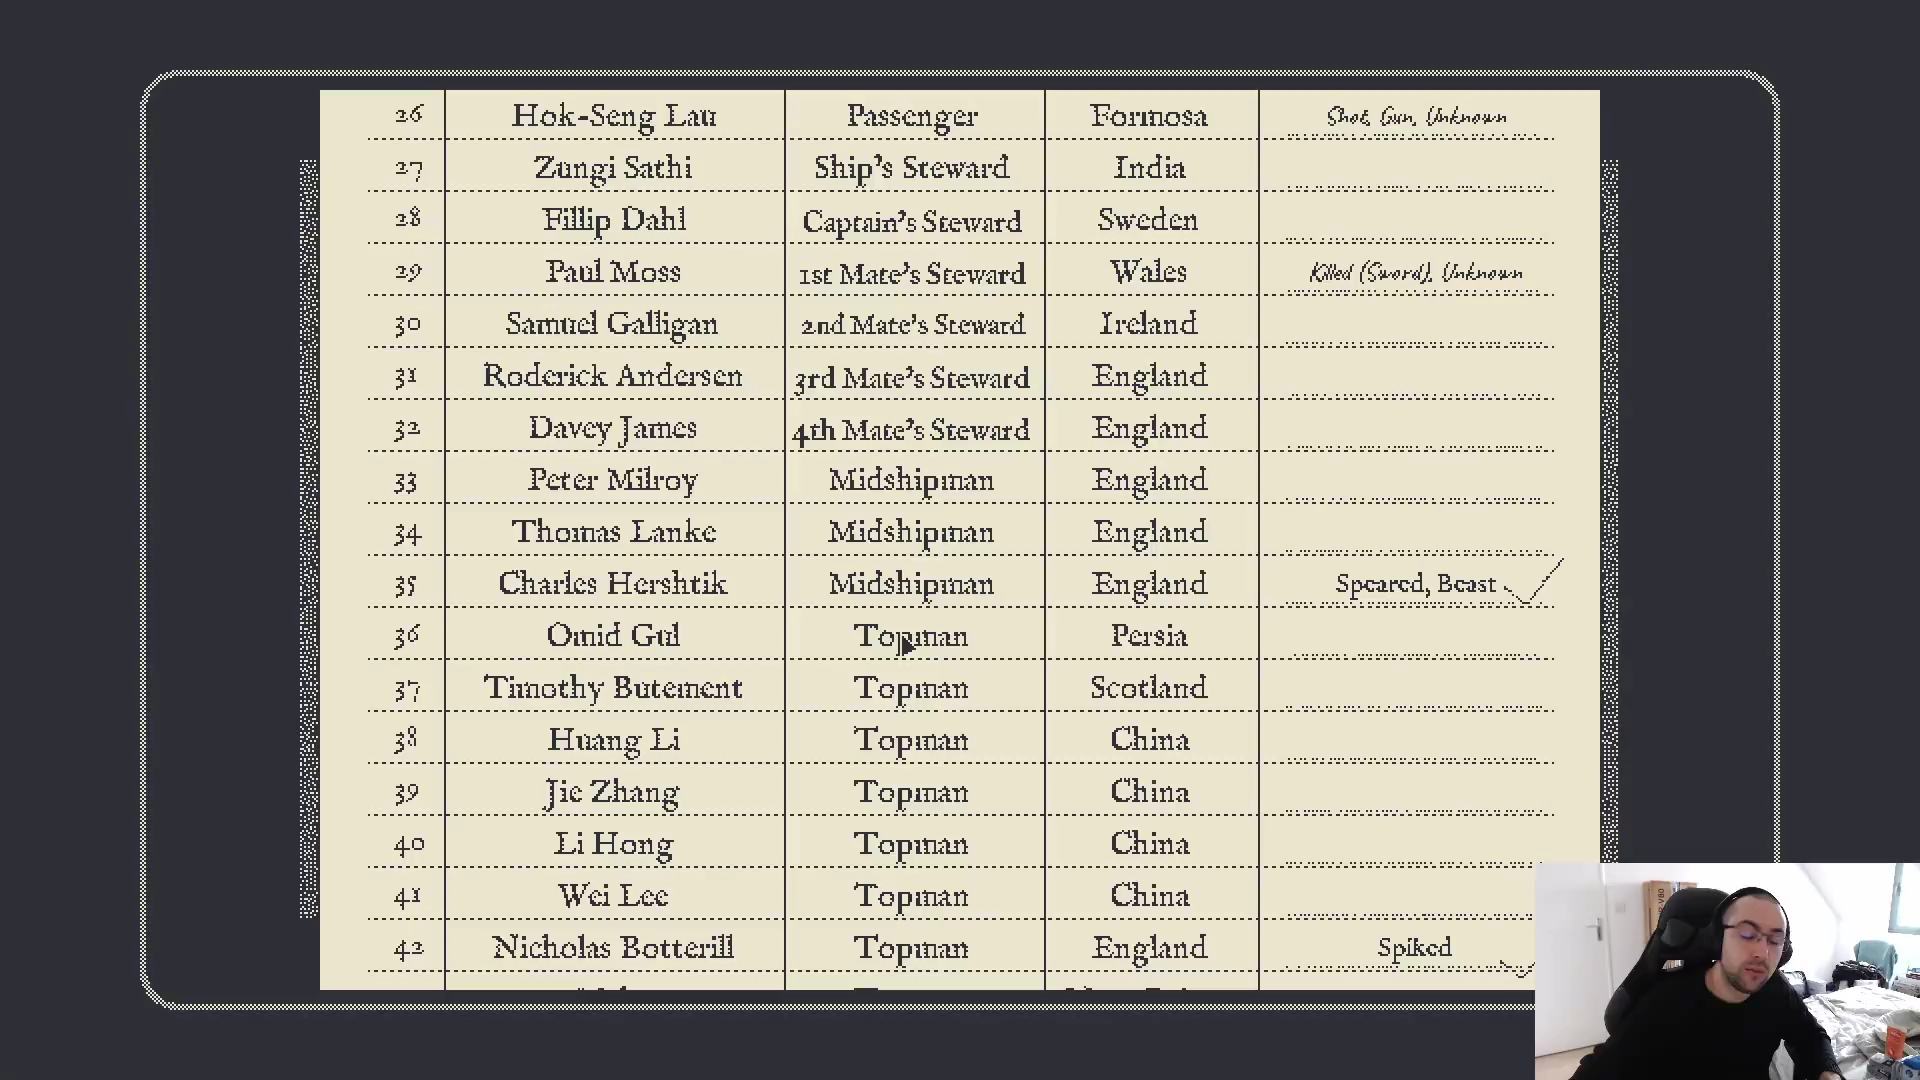 26 Hok-Seng Lau Passenger Formosa Shot, Gun, Unknown
27 Zungi Sathi Ship's Steward India
28 Fillip Dahl Captain's Steward Sweden
29 Paul Moss 1st Mate's Steward Wales Killed (Sword), Unknown
30 Samuel Galligan 2nd Mate's Steward Ireland
31 Roderick Andersen 3rd Mate's Steward England
32 Davey James 4th Mate's Steward England
33 Peter Milroy Midshipman England
34 Thomas Lanke Midshipman England
35 Charles Hershtik Midshipman England Speared, Beast
36 Omid Gul Topman Persia
37 Timothy Butement Topman Scotland
38 Huang Li Topman China
39 Jie Zhang Topman China
40 Li Hong Topman China
41 Wei Lee Topman China
42 Nicholas Botterill Topman England Spiked